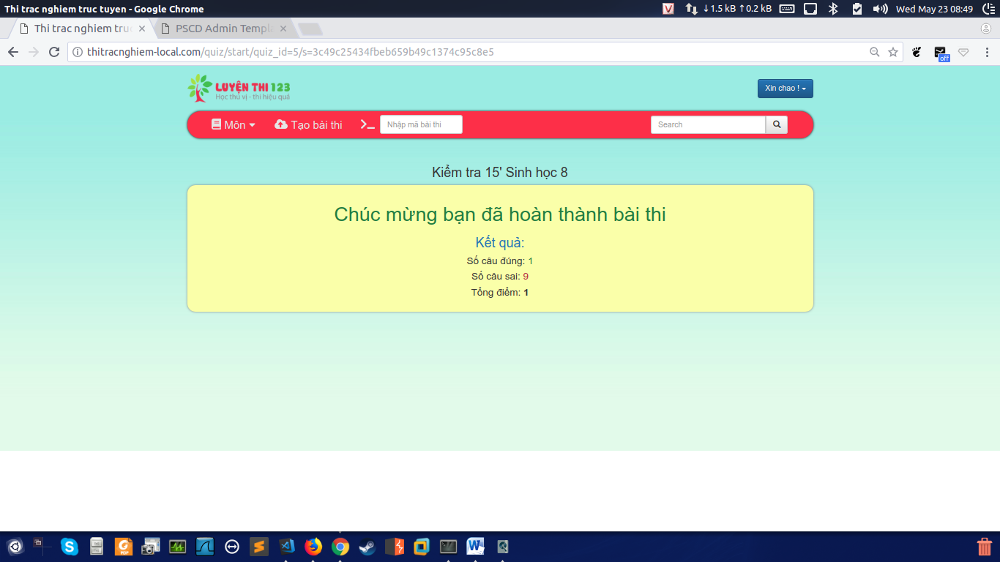 Thi trac nghiem truc tuyen - Google Chrome
↓1.5 kB ↑0.2 kB
Wed May 23 08:49
Thi trac nghiem truc
PSCD Admin Templa
thitracnghiem-local.com/quiz/start/quiz_id=5/s=3c49c25434fbeb659b49c1374c95c8e5
off
LUYỆN THI 123
Học thú vị - thi hiệu quả
Xin chao !
Môn
Tạo bài thi
Nhập mã bài thi
Search
Kiểm tra 15' Sinh học 8
Chúc mừng bạn đã hoàn thành bài thi
Kết quả:
Số câu đúng: 1
Số câu sai: 9
Tổng điểm: 1